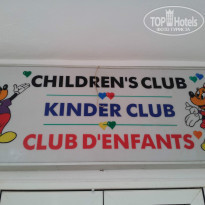 TOP Hotels
CHILDREN'S CLUB
KINDER CLUB
CLUB D'ENFANTS